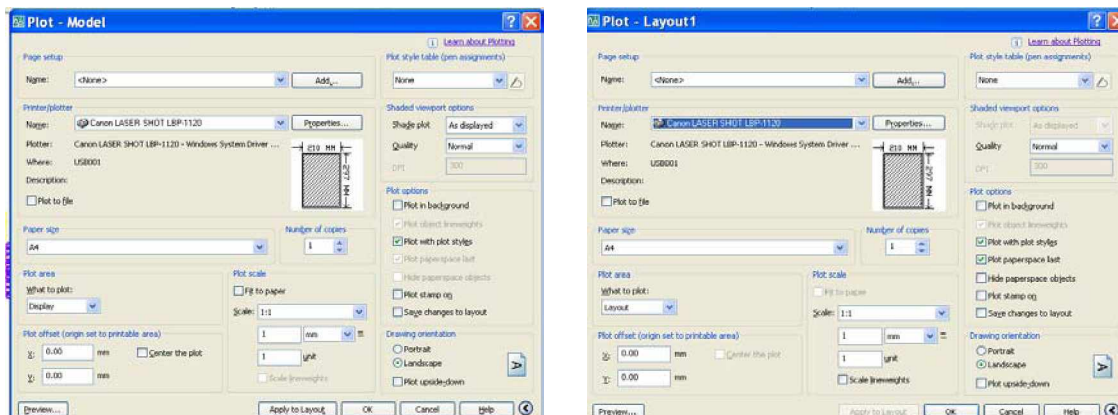 Plot - Model
Learn about Plotting
Page setup
Name: <None> Add...
Plot style table (pen assignments)
None
Printer/plotter
Name: Canon LASER SHOT LBP-1120 Properties...
Plotter: Canon LASER SHOT LBP-1120 - Windows System Driver ...
Where: USB001
Description:
Plot to file
210 MM
297 MM
Shaded viewport options
Shade plot As displayed
Quality Normal
DPI 300
Paper size
A4
Number of copies
1
Plot area
What to plot:
Display
Plot scale
Fit to paper
Scale: 1:1
1 mm =
1 unit
Scale lineweights
Plot offset (origin set to printable area)
X: 0.00 mm Center the plot
Y: 0.00 mm
Plot options
Plot in background
Plot object lineweights
Plot with plot styles
Plot paperspace last
Hide paperspace objects
Plot stamp on
Save changes to layout
Drawing orientation
Portrait
Landscape
Plot upside-down
A
Preview... Apply to Layout OK Cancel Help
Plot - Layout1
Learn about Plotting
Page setup
Name: <None> Add...
Plot style table (pen assignments)
None
Printer/plotter
Name: Canon LASER SHOT LBP-1120 Properties...
Plotter: Canon LASER SHOT LBP-1120 - Windows System Driver ...
Where: USB001
Description:
Plot to file
210 MM
297 MM
Shaded viewport options
Shade plot As displayed
Quality Normal
DPI 300
Paper size
A4
Number of copies
1
Plot area
What to plot:
Layout
Plot scale
Fit to paper
Scale: 1:1
1 mm =
1 unit
Scale lineweights
Plot offset (origin set to printable area)
X: 0.00 mm Center the plot
Y: 0.00 mm
Plot options
Plot in background
Plot object lineweights
Plot with plot styles
Plot paperspace last
Hide paperspace objects
Plot stamp on
Save changes to layout
Drawing orientation
Portrait
Landscape
Plot upside-down
A
Preview... Apply to Layout OK Cancel Help